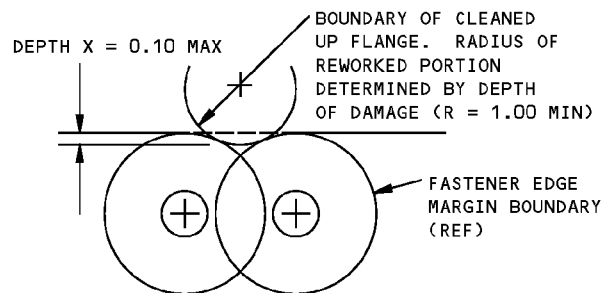 DEPTH X = 0.10 MAX
BOUNDARY OF CLEANED
UP FLANGE. RADIUS OF
REWORKED PORTION
DETERMINED BY DEPTH
OF DAMAGE (R = 1.00 MIN)
FASTENER EDGE
MARGIN BOUNDARY
(REF)